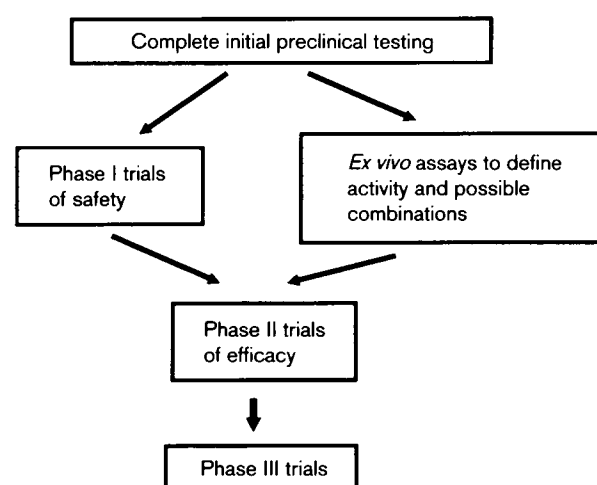 Complete initial preclinical testing
Phase I trials
of safety
Ex vivo assays to define
activity and possible
combinations
Phase II trials
of efficacy
Phase III trials